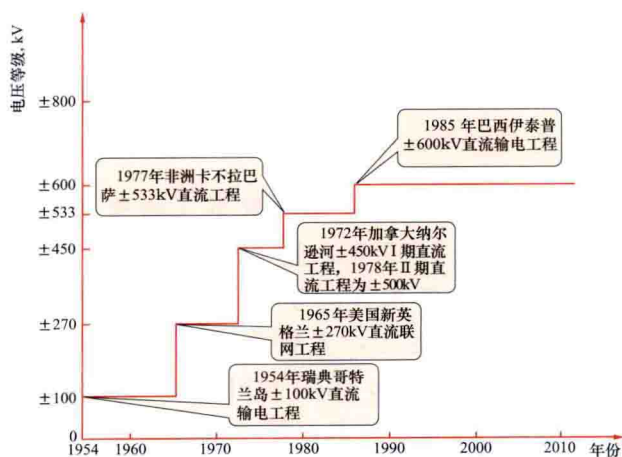 电压等级, kV
±800
±600
±533
±450
±270
±100
0
1985 年巴西伊泰普
±600kV直流输电工程
1977年非洲卡不拉巴
萨±533kV直流工程
1972年加拿大纳尔
逊河±450kV I 期直流
工程，1978年 II 期直
流工程为±500kV
1965年美国新英
格兰±270kV直流联
网工程
1954年瑞典哥特
兰岛±100kV直流
输电工程
1954 1960 1970 1980 1990 2000 2010 年份